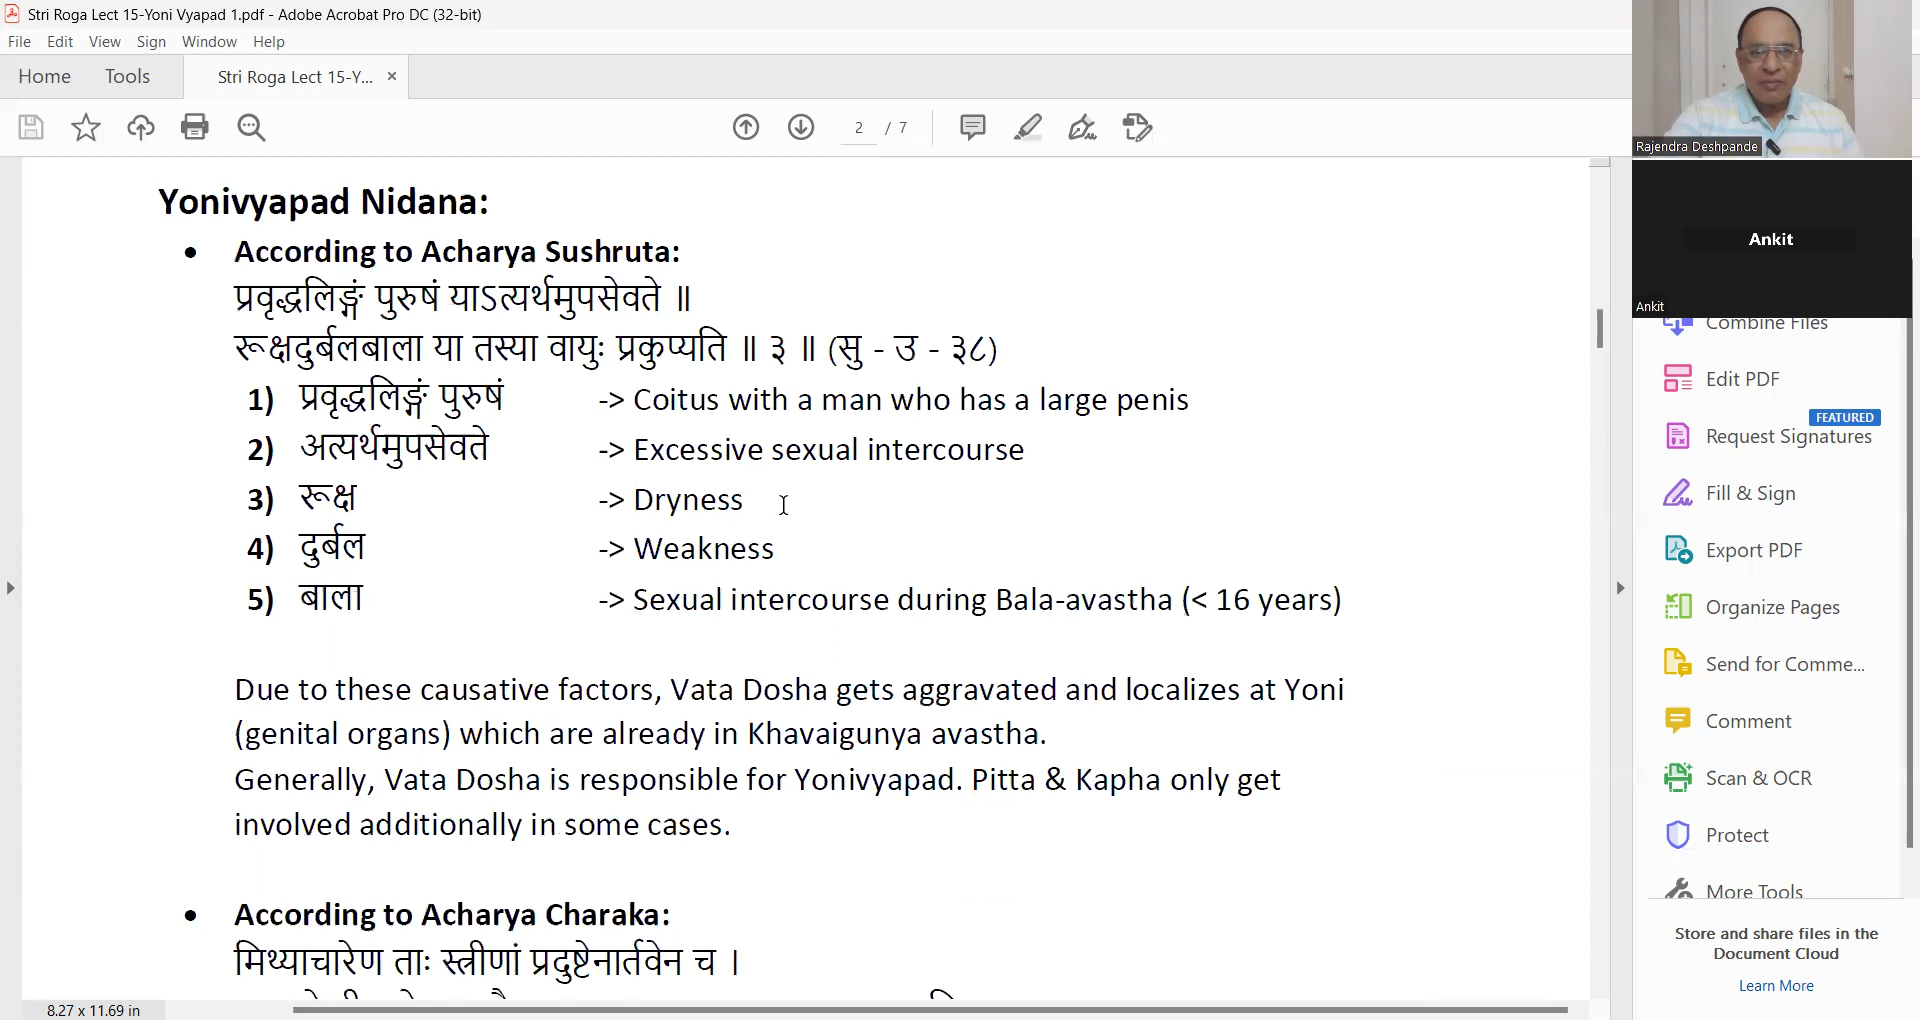 Stri Roga Lect 15-Yoni Vyapad 1.pdf - Adobe Acrobat Pro DC (32-bit)
File Edit View Sign Window Help
Home Tools Stri Roga Lect 15-Y... ×
2 / 7
Yonivyapad Nidana:
• According to Acharya Sushruta:
प्रवृद्धलिङ्गं पुरुषं याऽत्यर्थमुपसेवते ॥
रूक्षदुर्बलबाला या तस्या वायुः प्रकुप्यति ॥ ३ ॥ (सु - उ - ३८)
1) प्रवृद्धलिङ्गं पुरुषं -> Coitus with a man who has a large penis
2) अत्यर्थमुपसेवते -> Excessive sexual intercourse
3) रूक्ष -> Dryness
4) दुर्बल -> Weakness
5) बाला -> Sexual intercourse during Bala-avastha (< 16 years)
Due to these causative factors, Vata Dosha gets aggravated and localizes at Yoni
(genital organs) which are already in Khavaigunya avastha.
Generally, Vata Dosha is responsible for Yonivyapad. Pitta & Kapha only get
involved additionally in some cases.
• According to Acharya Charaka:
मिथ्याचारेण ताः स्त्रीणां प्रदुष्टेनार्तवेन च ।
8.27 x 11.69 in
Rajendra Deshpande
Ankit
Ankit
Combine Files
Edit PDF
FEATURED
Request Signatures
Fill & Sign
Export PDF
Organize Pages
Send for Comme...
Comment
Scan & OCR
Protect
More Tools
Store and share files in the
Document Cloud
Learn More